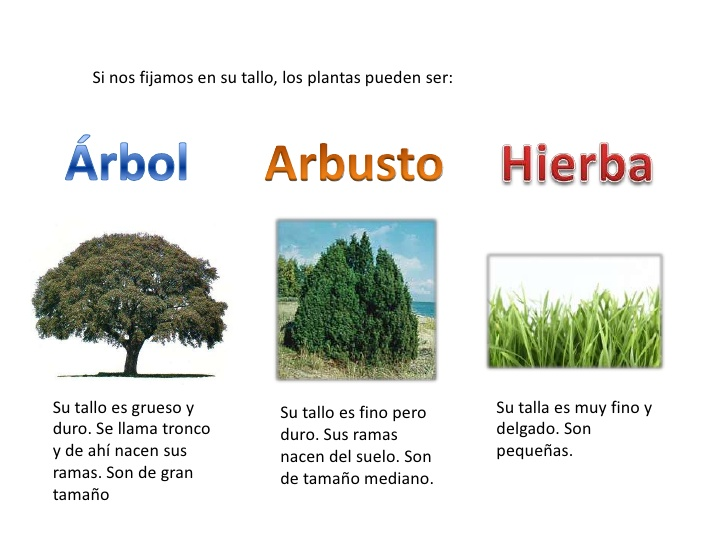 Si nos fijamos en su tallo, los plantas pueden ser:
Árbol
Arbusto
Hierba
Su tallo es grueso y
duro. Se llama tronco
y de ahí nacen sus
ramas. Son de gran
tamaño
Su tallo es fino pero
duro. Sus ramas
nacen del suelo. Son
de tamaño mediano.
Su talla es muy fino y
delgado. Son
pequeñas.